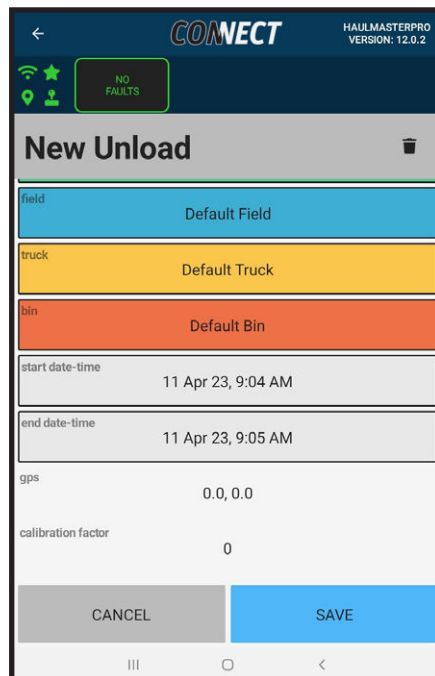 CONNECT
HAULMASTERPRO
VERSION: 12.0.2
NO
FAULTS
New Unload
field
Default Field
truck
Default Truck
bin
Default Bin
start date-time
11 Apr 23, 9:04 AM
end date-time
11 Apr 23, 9:05 AM
gps
0.0, 0.0
calibration factor
0
CANCEL
SAVE